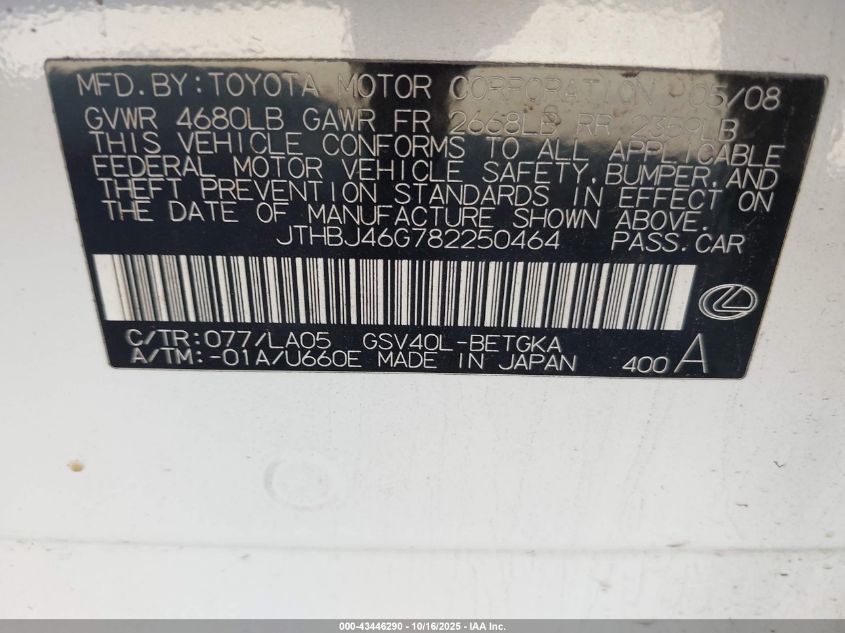 MFD.BY:TOYOTA MOTOR CORPORATION 05/08
GVWR 4680LB GAWR FR 2668LB RR 2359LB
THIS VEHICLE CONFORMS TO ALL APPLICABLE
FEDERAL MOTOR VEHICLE SAFETY,BUMPER,AND
THEFT PREVENTION STANDARDS IN EFFECT ON
THE DATE OF MANUFACTURE SHOWN ABOVE.
JTHBJ46G782250464 PASS.CAR
C/TR:077/LA05 GSV40L-BETGKA
A/TM:-01A/U660E MADE IN JAPAN 400 A
000-43446290 - 10/16/2025 - IAA Inc.